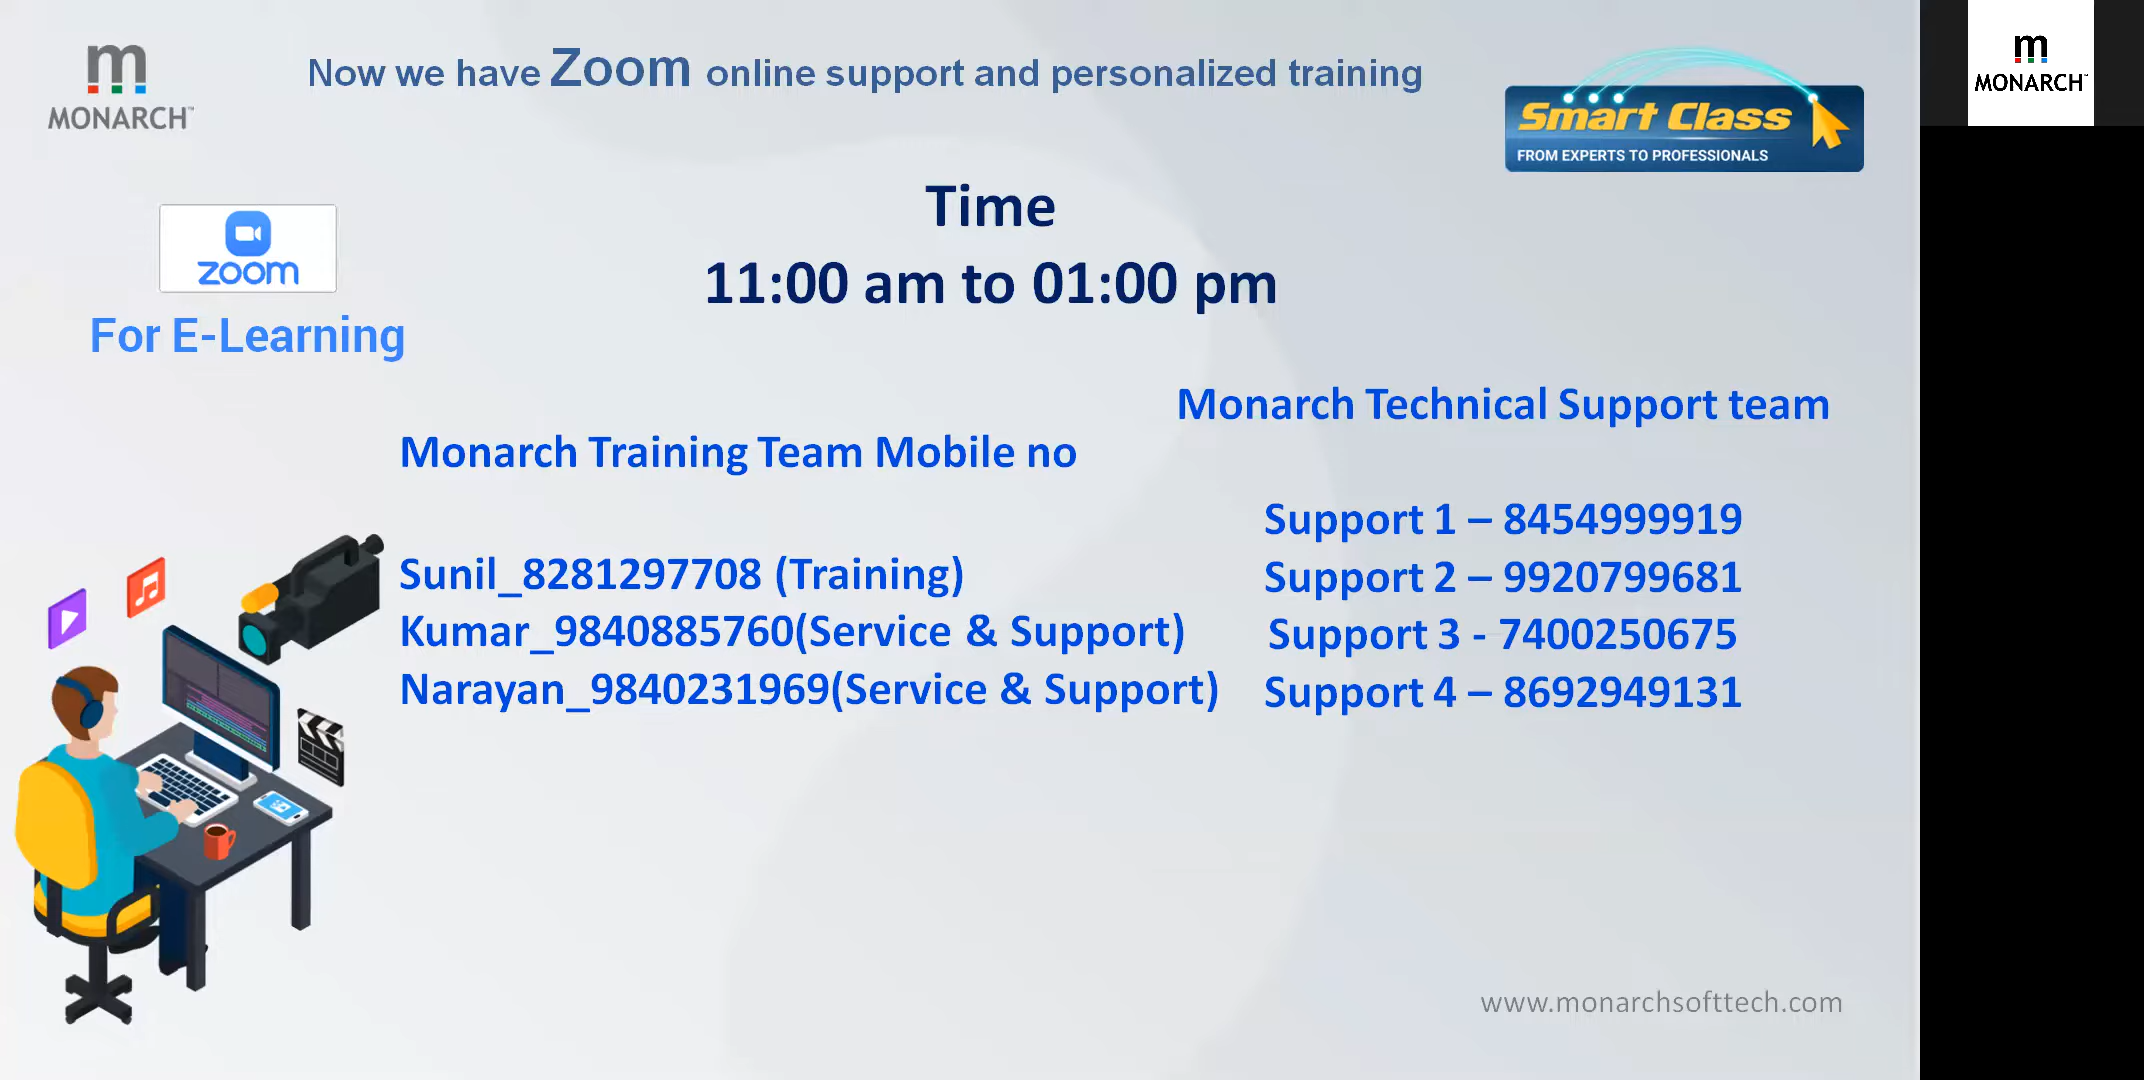 m
MONARCH™
Now we have Zoom online support and personalized training
Smart Class
FROM EXPERTS TO PROFESSIONALS
m
MONARCH™
zoom
For E-Learning
Time
11:00 am to 01:00 pm
Monarch Training Team Mobile no
Sunil_8281297708 (Training)
Kumar_9840885760(Service & Support)
Narayan_9840231969(Service & Support)
Monarch Technical Support team
Support 1 – 8454999919
Support 2 – 9920799681
Support 3 - 7400250675
Support 4 – 8692949131
www.monarchsofttech.com